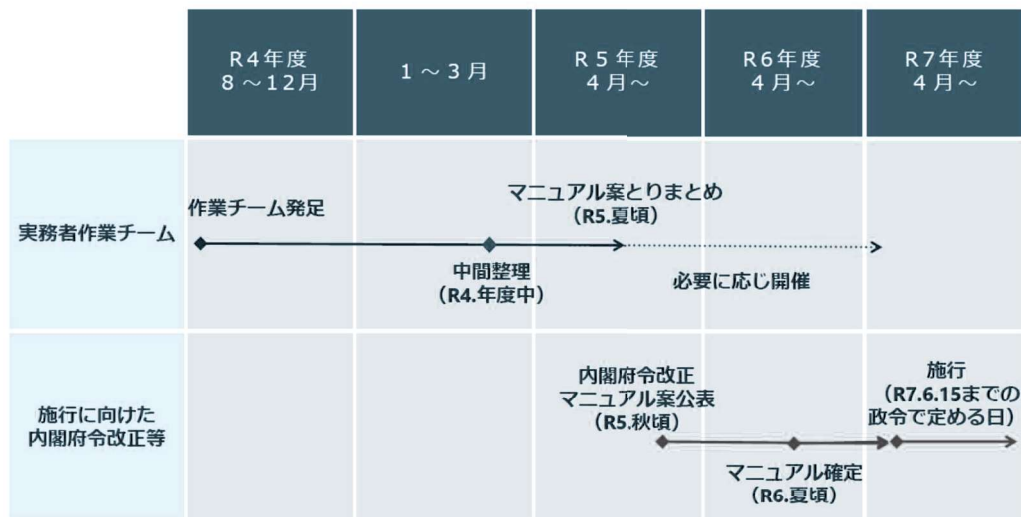 R4年度
8～12月
1～3月
R5年度
4月～
R6年度
4月～
R7年度
4月～
実務者作業チーム
作業チーム発足
中間整理
（R4.年度中）
マニュアル案とりまとめ
（R5.夏頃）
必要に応じ開催
施行に向けた
内閣府令改正等
内閣府令改正
マニュアル案公表
（R5.秋頃）
マニュアル確定
（R6.夏頃）
施行
（R7.6.15までの
政令で定める日）